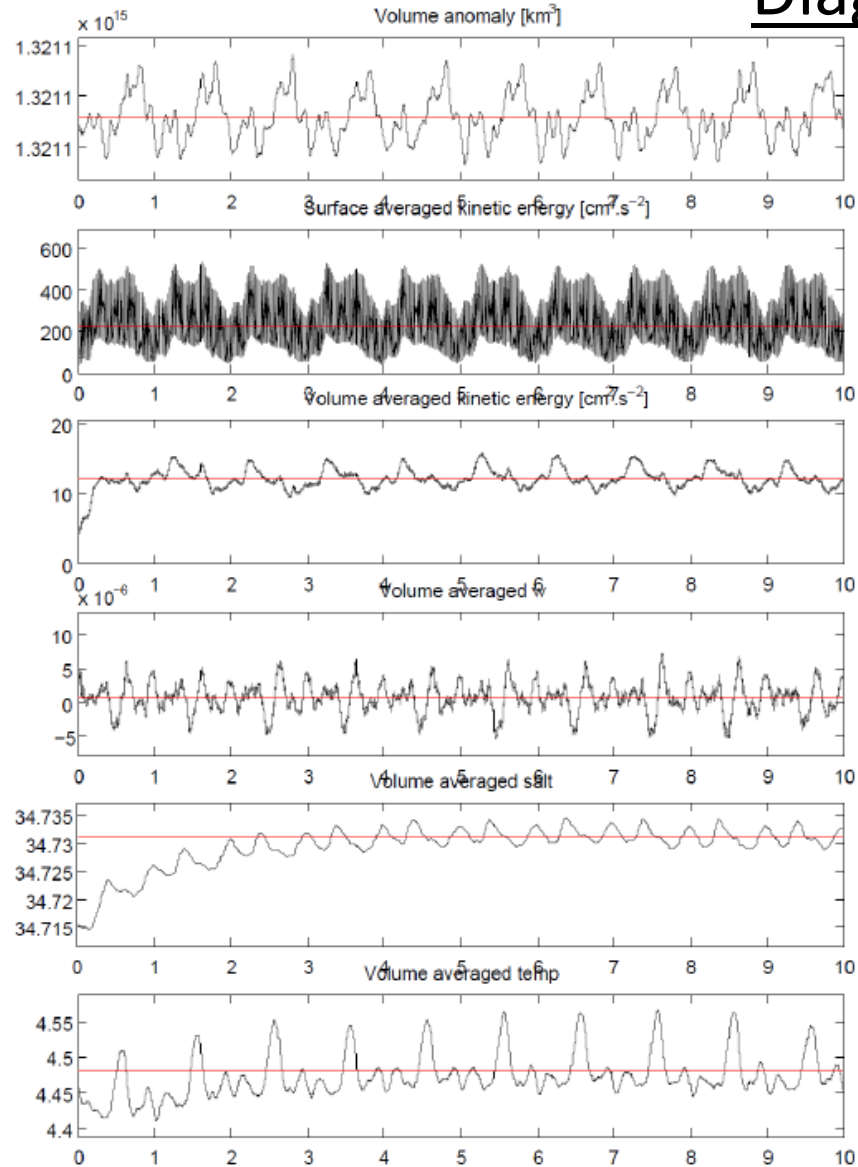 Diag
x 10^15
Volume anomaly [km^3]
1.3211
1.3211
1.3211
0 1 2 3 4 5 6 7 8 9 10
Surface averaged kinetic energy [cm^2.s^-2]
600
400
200
0
0 1 2 3 4 5 6 7 8 9 10
Volume averaged kinetic energy [cm^2.s^-2]
20
10
0
0 1 2 3 4 5 6 7 8 9 10
x 10^-6
Volume averaged w
10
5
0
-5
0 1 2 3 4 5 6 7 8 9 10
Volume averaged salt
34.735
34.73
34.725
34.72
34.715
0 1 2 3 4 5 6 7 8 9 10
Volume averaged temp
4.55
4.5
4.45
4.4
0 1 2 3 4 5 6 7 8 9 10